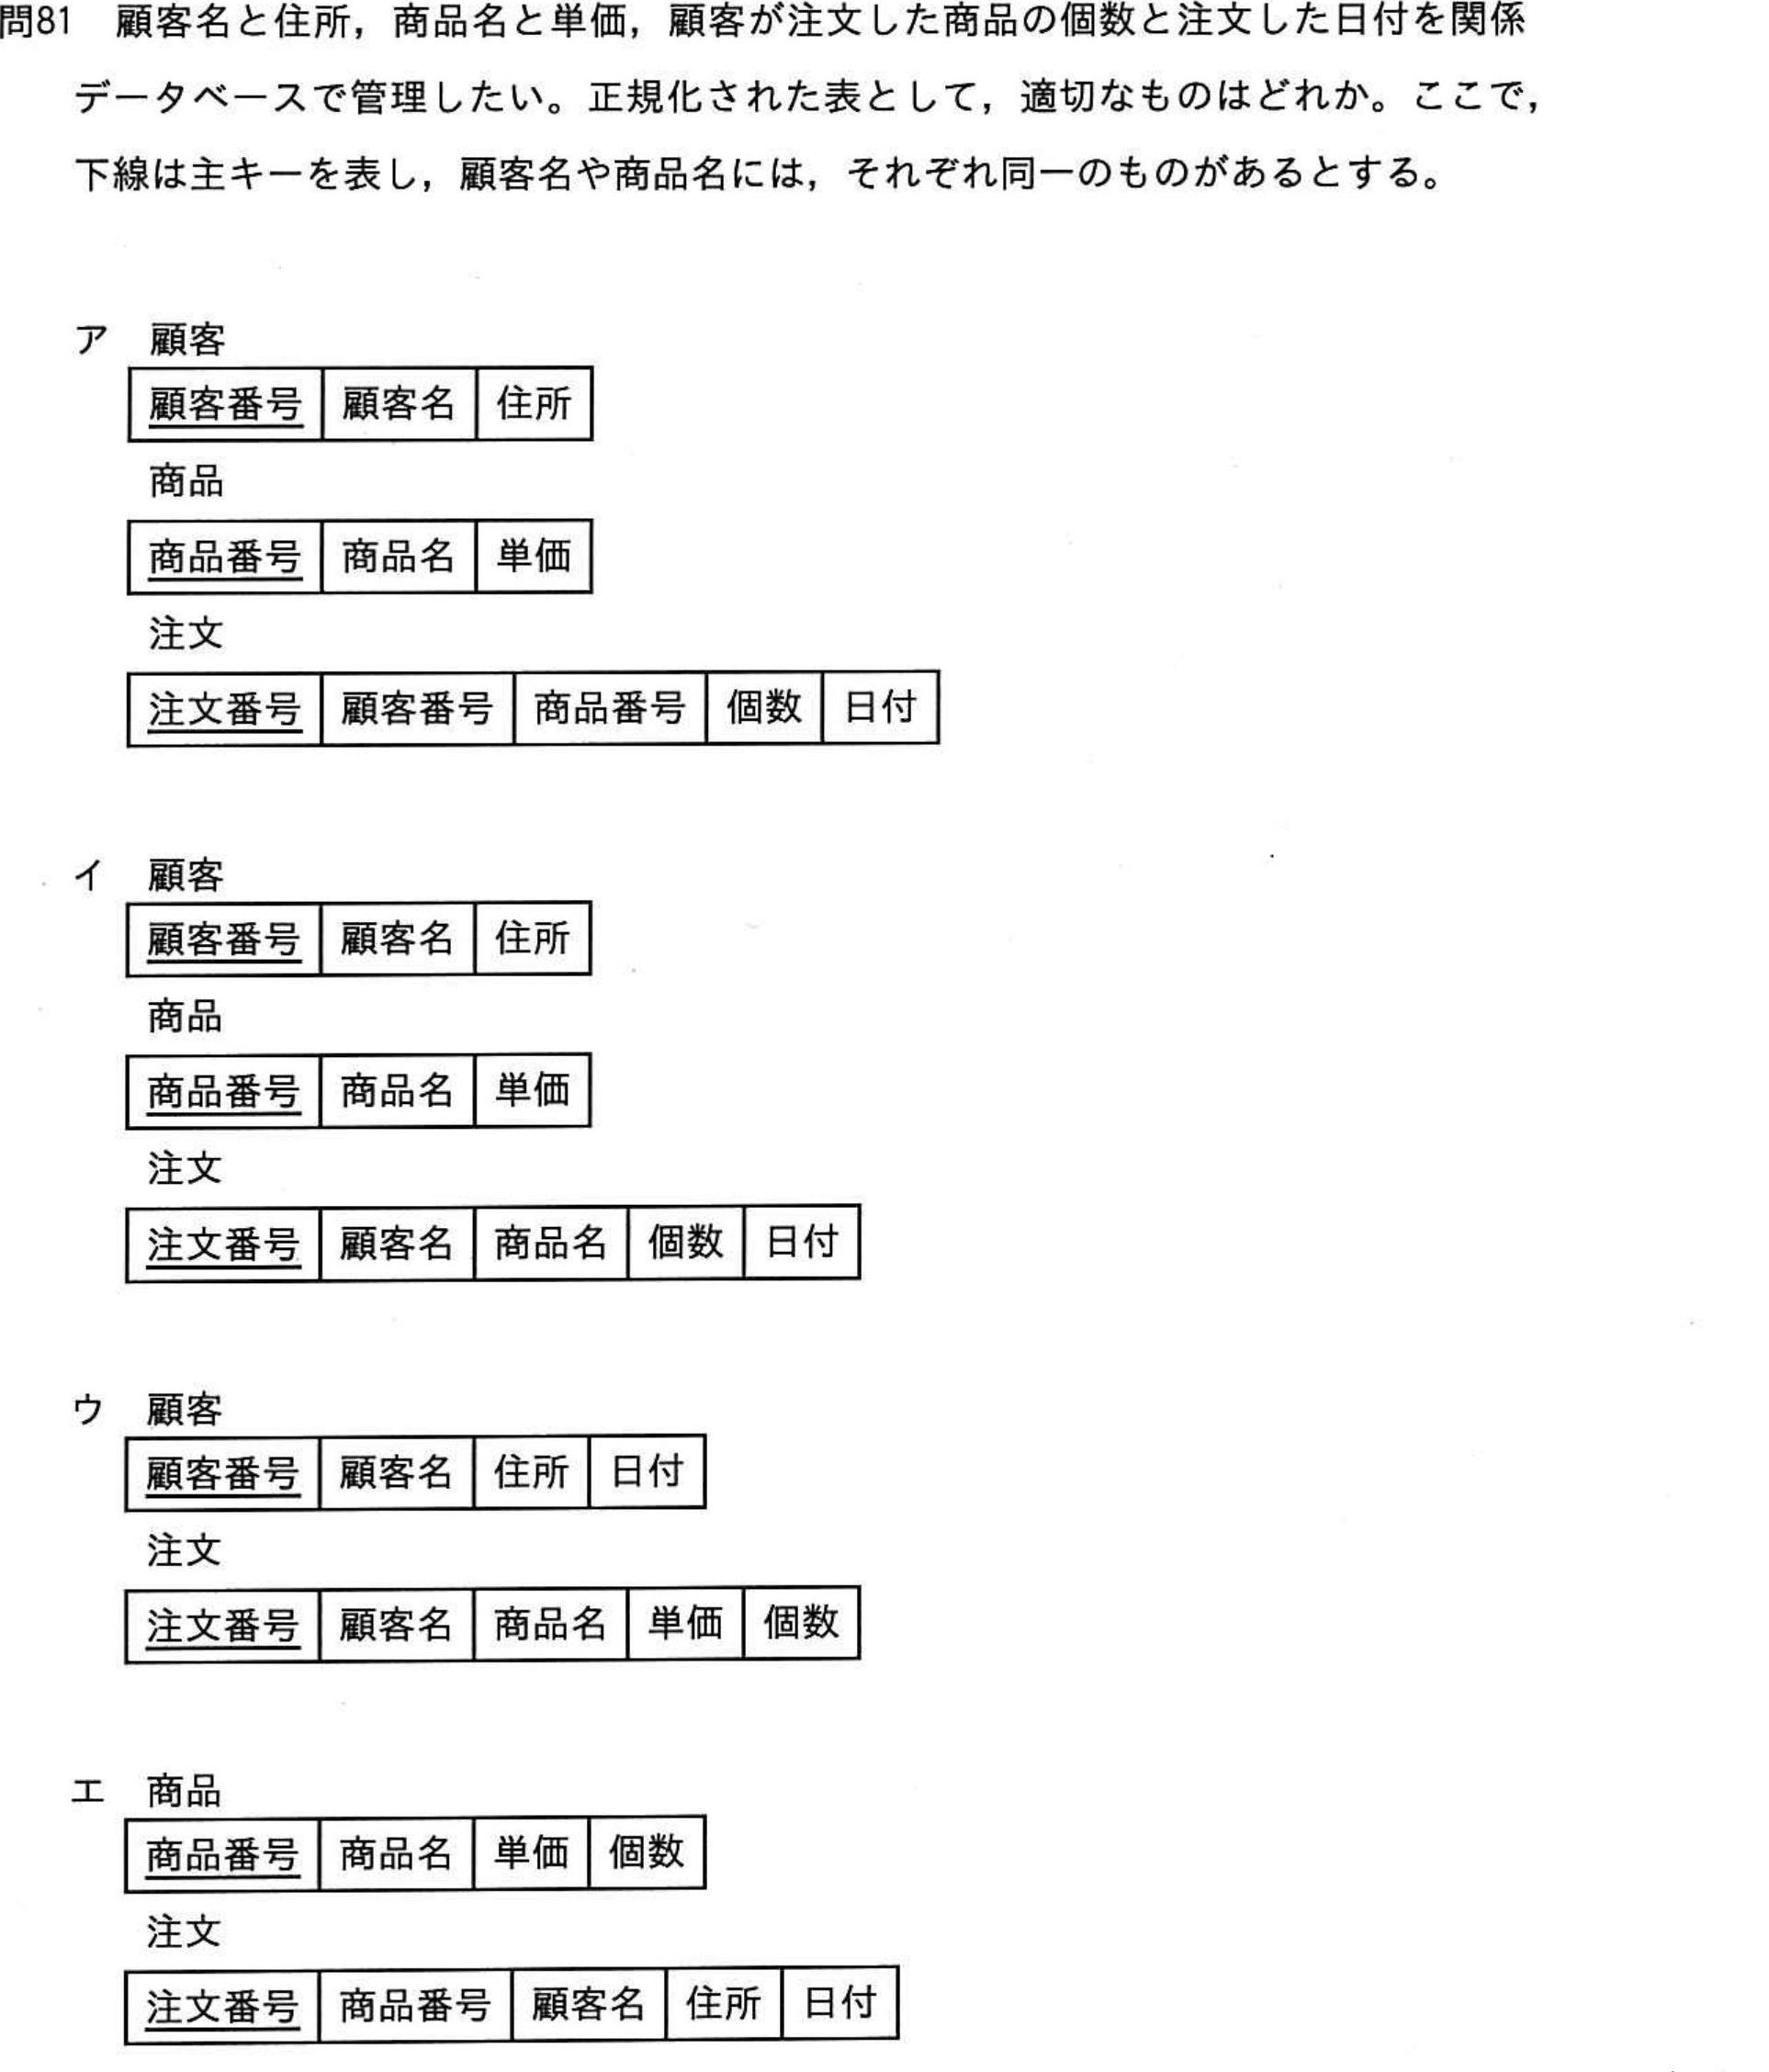 問81 顧客名と住所，商品名と単価，顧客が注文した商品の個数と注文した日付を関係
データベースで管理したい。正規化された表として，適切なものはどれか。ここで，
下線は主キーを表し，顧客名や商品名には，それぞれ同一のものがあるとする。
ア 顧客
顧客番号 顧客名 住所
商品
商品番号 商品名 単価
注文
注文番号 顧客番号 商品番号 個数 日付
イ 顧客
顧客番号 顧客名 住所
商品
商品番号 商品名 単価
注文
注文番号 顧客名 商品名 個数 日付
ウ 顧客
顧客番号 顧客名 住所 日付
注文
注文番号 顧客名 商品名 単価 個数
エ 商品
商品番号 商品名 単価 個数
注文
注文番号 商品番号 顧客名 住所 日付